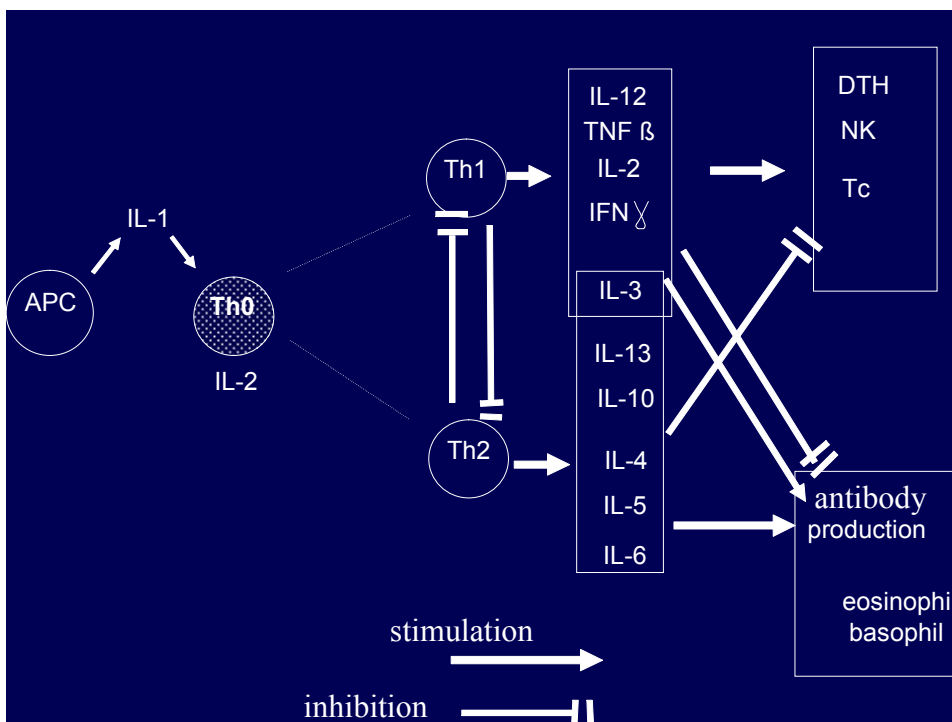 IL-12
TNF ß
IL-2
IFNɣ
DTH
NK
Tc
Th1
IL-1
APC
Th0
IL-2
IL-3
IL-13
IL-10
IL-4
IL-5
IL-6
Th2
antibody
production
eosinophi
basophil
stimulation
inhibition